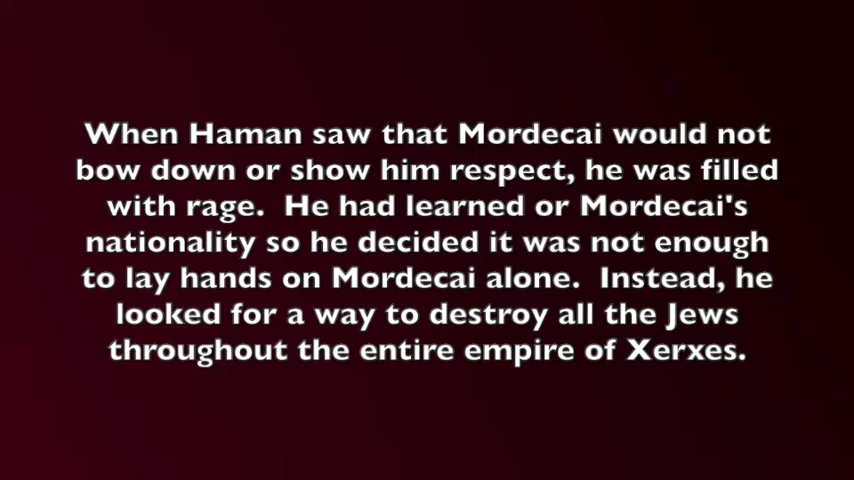 When Haman saw that Mordecai would not
bow down or show him respect, he was filled
with rage.  He had learned or Mordecai's
nationality so he decided it was not enough
to lay hands on Mordecai alone.  Instead, he
looked for a way to destroy all the Jews
throughout the entire empire of Xerxes.